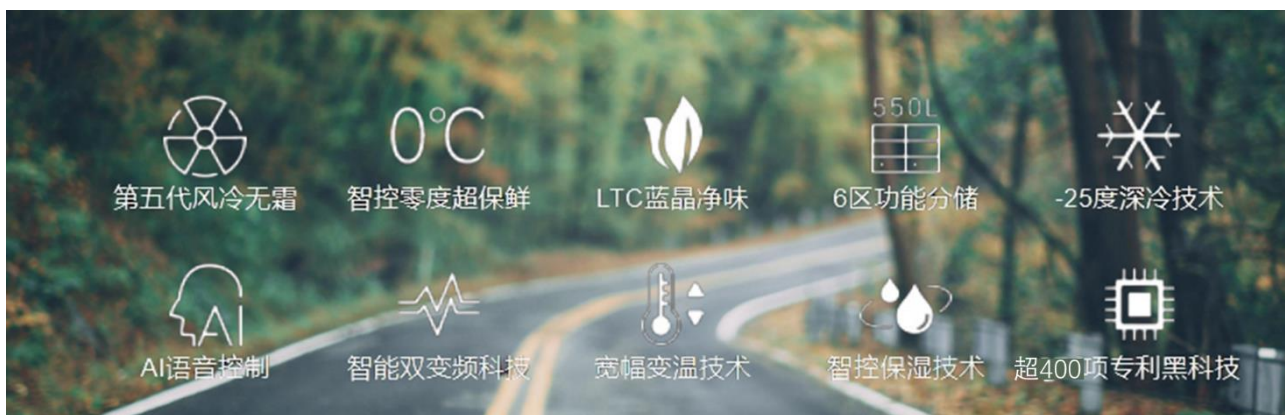 0°C
550L
第五代风冷无霜
智控零度超保鲜
LTC蓝晶净味
6区功能分储
-25度深冷技术
AI
AI语音控制
智能双变频科技
宽幅变温技术
智控保湿技术
超400项专利黑科技